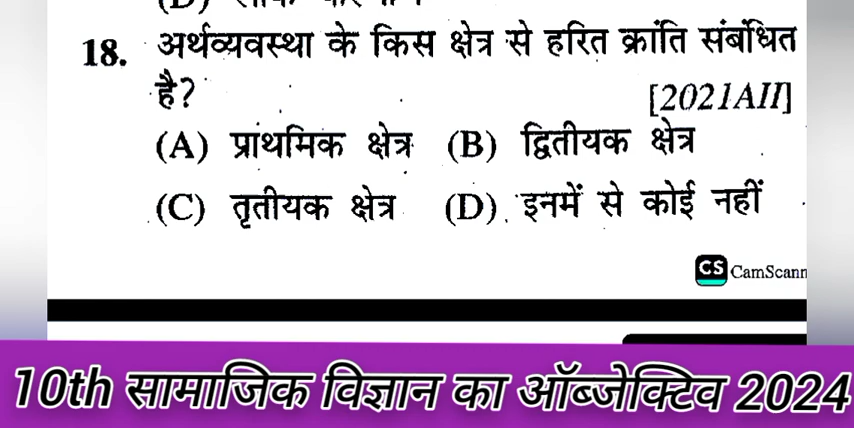 18. अर्थव्यवस्था के किस क्षेत्र से हरित क्रांति संबंधित
है? [2021AII]
(A) प्राथमिक क्षेत्र (B) द्वितीयक क्षेत्र
(C) तृतीयक क्षेत्र (D) इनमें से कोई नहीं
CS CamScann
10th सामाजिक विज्ञान का ऑब्जेक्टिव 2024